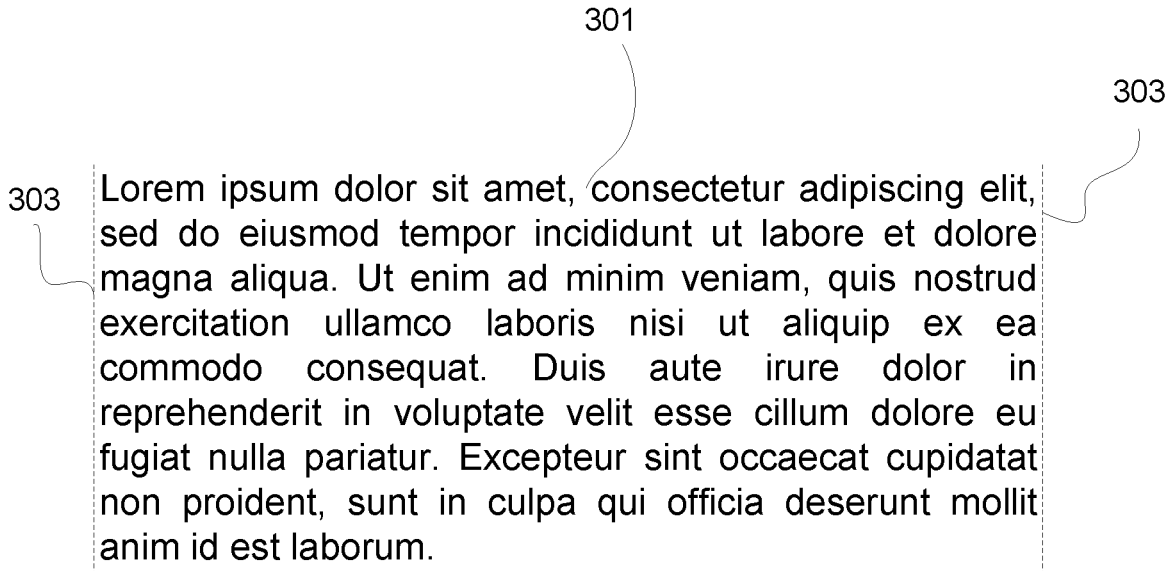 301
303
303
Lorem ipsum dolor sit amet, consectetur adipiscing elit,
sed do eiusmod tempor incididunt ut labore et dolore
magna aliqua. Ut enim ad minim veniam, quis nostrud
exercitation ullamco laboris nisi ut aliquip ex ea
commodo consequat. Duis aute irure dolor in
reprehenderit in voluptate velit esse cillum dolore eu
fugiat nulla pariatur. Excepteur sint occaecat cupidatat
non proident, sunt in culpa qui officia deserunt mollit
anim id est laborum.